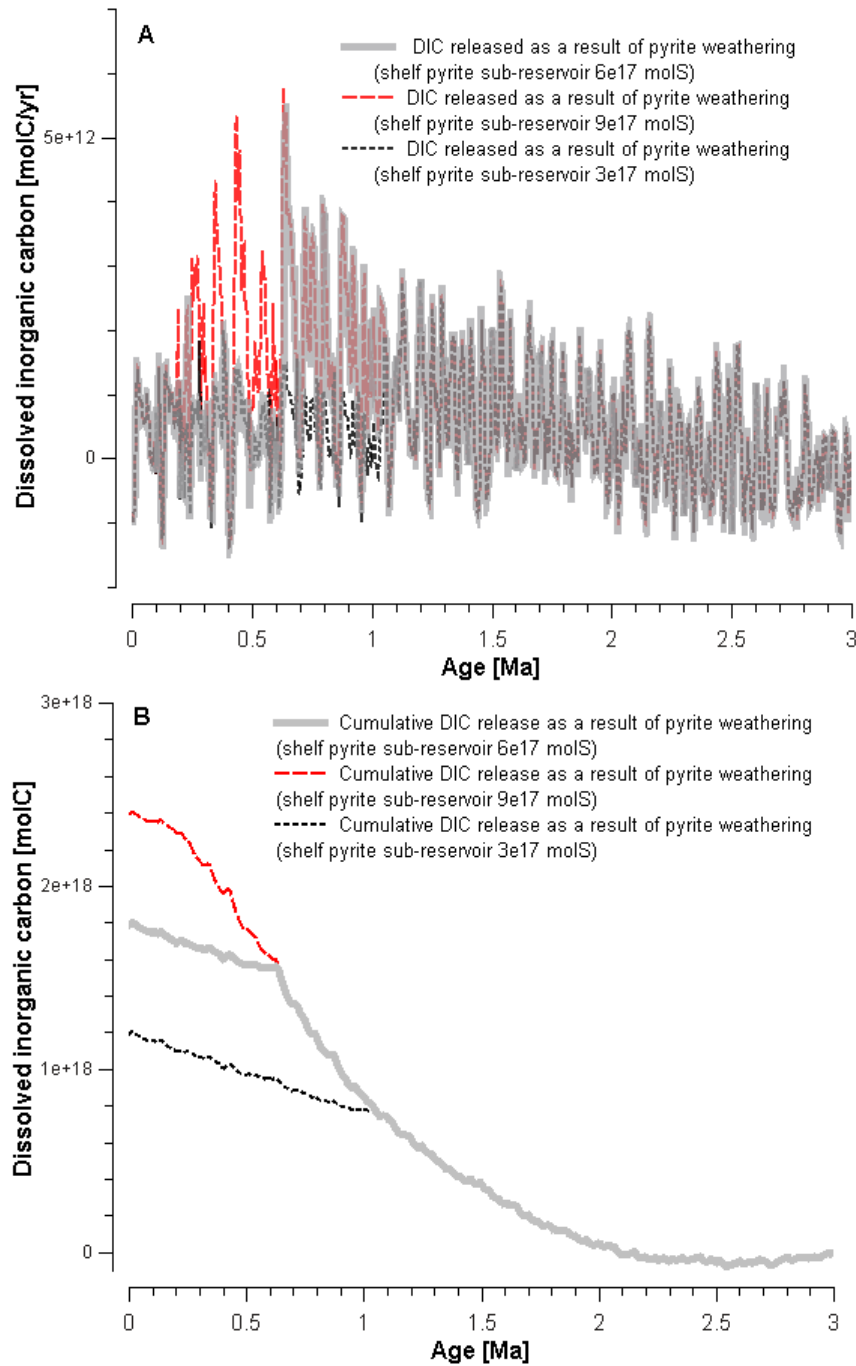 A
DIC released as a result of pyrite weathering
(shelf pyrite sub-reservoir 6e17 molS)
DIC released as a result of pyrite weathering
(shelf pyrite sub-reservoir 9e17 molS)
DIC released as a result of pyrite weathering
(shelf pyrite sub-reservoir 3e17 molS)
Dissolved inorganic carbon [molC/yr]
5e+12
0
0 0.5 1 1.5 2 2.5 3
Age [Ma]
B
Cumulative DIC release as a result of pyrite weathering
(shelf pyrite sub-reservoir 6e17 molS)
Cumulative DIC release as a result of pyrite weathering
(shelf pyrite sub-reservoir 9e17 molS)
Cumulative DIC release as a result of pyrite weathering
(shelf pyrite sub-reservoir 3e17 molS)
Dissolved inorganic carbon [molC]
3e+18
2e+18
1e+18
0
0 0.5 1 1.5 2 2.5 3
Age [Ma]